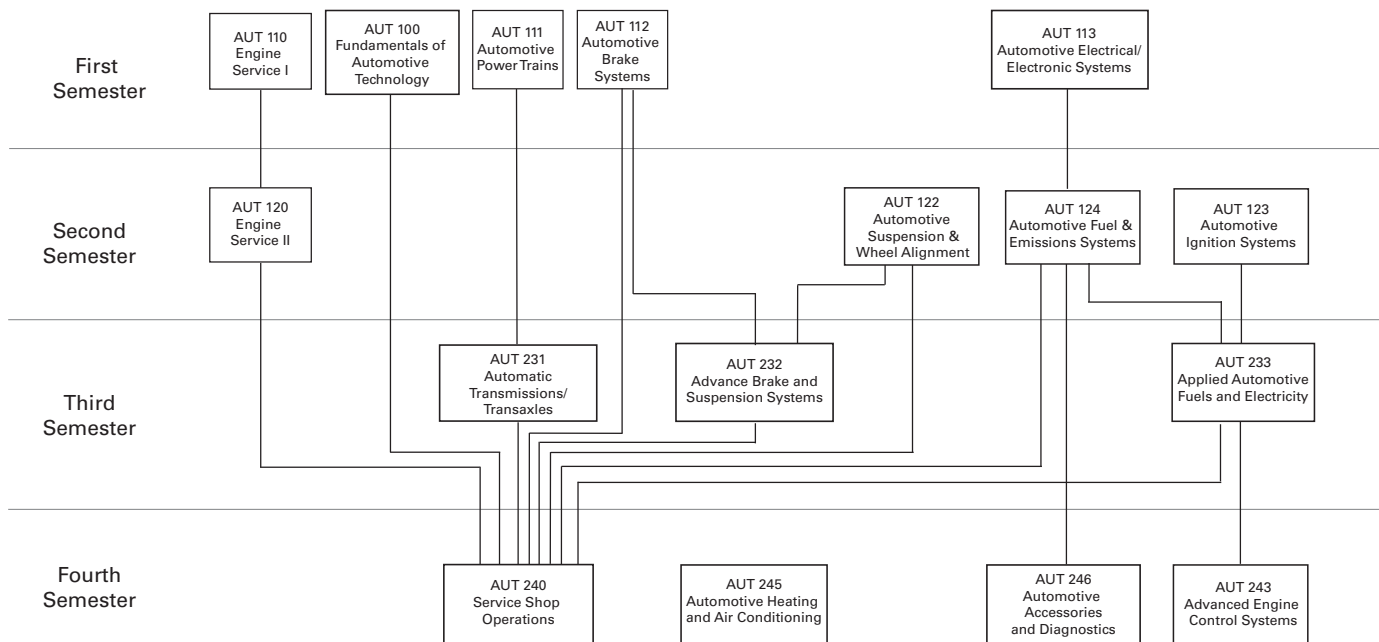 First
Semester
AUT 110
Engine
Service I
AUT 100
Fundamentals of
Automotive
Technology
AUT 111
Automotive
Power Trains
AUT 112
Automotive
Brake
Systems
AUT 113
Automotive Electrical/
Electronic Systems
Second
Semester
AUT 120
Engine
Service II
AUT 122
Automotive
Suspension &
Wheel Alignment
AUT 124
Automotive Fuel &
Emissions Systems
AUT 123
Automotive
Ignition Systems
Third
Semester
AUT 231
Automatic
Transmissions/
Transaxles
AUT 232
Advance Brake and
Suspension Systems
AUT 233
Applied Automotive
Fuels and Electricity
Fourth
Semester
AUT 240
Service Shop
Operations
AUT 245
Automotive Heating
and Air Conditioning
AUT 246
Automotive
Accessories
and Diagnostics
AUT 243
Advanced Engine
Control Systems